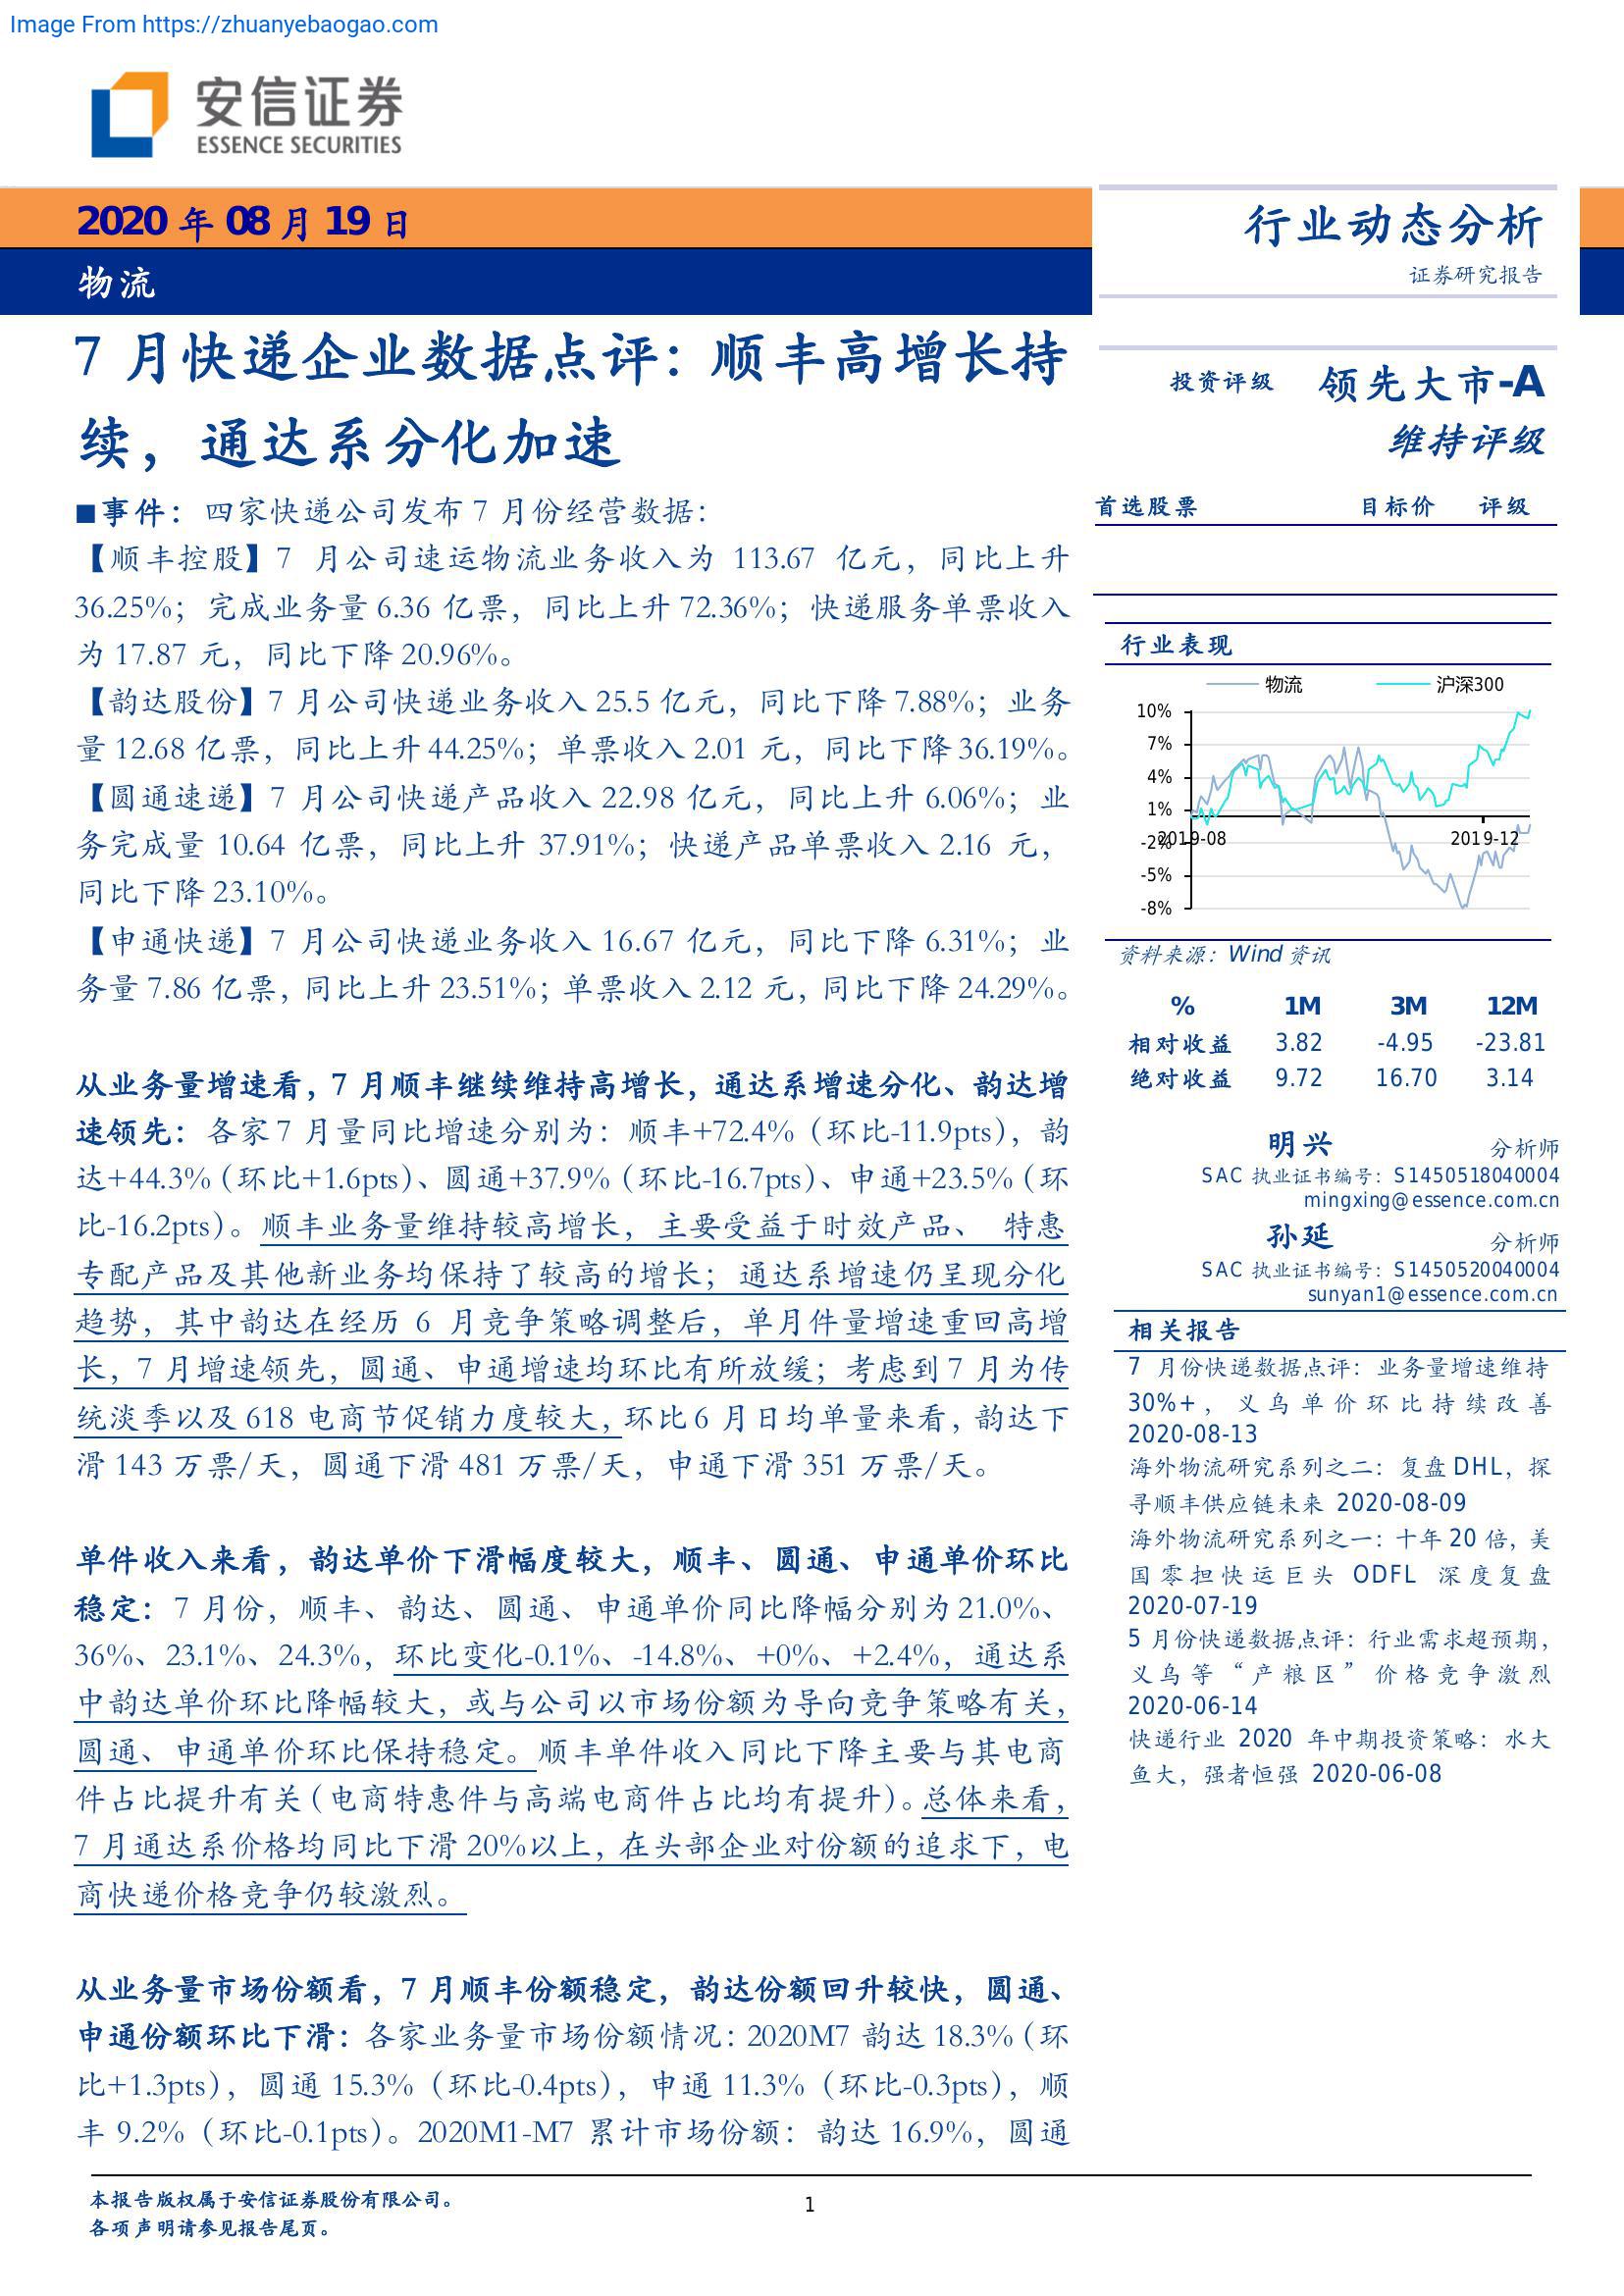 Image From https://zhuanyebaogao.com
安信证券
ESSENCE SECURITIES
2020 年 08 月 19 日
物流
行业动态分析
证券研究报告
7 月快递企业数据点评：顺丰高增长持
续，通达系分化加速
■事件：四家快递公司发布 7 月份经营数据：
【顺丰控股】7 月公司速运物流业务收入为 113.67 亿元，同比上升
36.25%；完成业务量 6.36 亿票，同比上升 72.36%；快递服务单票收入
为 17.87 元，同比下降 20.96%。
【韵达股份】7 月公司快递业务收入 25.5 亿元，同比下降 7.88%；业务
量 12.68 亿票，同比上升 44.25%；单票收入 2.01 元，同比下降 36.19%。
【圆通速递】7 月公司快递产品收入 22.98 亿元，同比上升 6.06%；业
务完成量 10.64 亿票，同比上升 37.91%；快递产品单票收入 2.16 元，
同比下降 23.10%。
【申通快递】7 月公司快递业务收入 16.67 亿元，同比下降 6.31%；业
务量 7.86 亿票，同比上升 23.51%；单票收入 2.12 元，同比下降 24.29%。
从业务量增速看，7 月顺丰继续维持高增长，通达系增速分化、韵达增
速领先：各家 7 月量同比增速分别为：顺丰+72.4%（环比-11.9pts），韵
达+44.3%（环比+1.6pts）、圆通+37.9%（环比-16.7pts）、申通+23.5%（环
比-16.2pts）。顺丰业务量维持较高增长，主要受益于时效产品、 特惠
专配产品及其他新业务均保持了较高的增长；通达系增速仍呈现分化
趋势，其中韵达在经历 6 月竞争策略调整后，单月件量增速重回高增
长，7 月增速领先，圆通、申通增速均环比有所放缓；考虑到 7 月为传
统淡季以及 618 电商节促销力度较大，环比 6 月日均单量来看，韵达下
滑 143 万票/天，圆通下滑 481 万票/天，申通下滑 351 万票/天。
单件收入来看，韵达单价下滑幅度较大，顺丰、圆通、申通单价环比
稳定：7 月份，顺丰、韵达、圆通、申通单价同比降幅分别为 21.0%、
36%、23.1%、24.3%，环比变化-0.1%、-14.8%、+0%、+2.4%，通达系
中韵达单价环比降幅较大，或与公司以市场份额为导向竞争策略有关，
圆通、申通单价环比保持稳定。顺丰单件收入同比下降主要与其电商
件占比提升有关（电商特惠件与高端电商件占比均有提升）。总体来看，
7 月通达系价格均同比下滑 20%以上，在头部企业对份额的追求下，电
商快递价格竞争仍较激烈。
从业务量市场份额看，7 月顺丰份额稳定，韵达份额回升较快，圆通、
申通份额环比下滑：各家业务量市场份额情况：2020M7 韵达 18.3%（环
比+1.3pts），圆通 15.3%（环比-0.4pts），申通 11.3%（环比-0.3pts），顺
丰 9.2%（环比-0.1pts）。2020M1-M7 累计市场份额：韵达 16.9%，圆通
投资评级 领先大市-A
维持评级
首选股票 目标价 评级
行业表现
物流 沪深300
10%
7%
4%
1%
-2%
-5%
-8%
2019-08 2019-12
资料来源：Wind 资讯
% 1M 3M 12M
相对收益 3.82 -4.95 -23.81
绝对收益 9.72 16.70 3.14
明兴 分析师
SAC 执业证书编号：S1450518040004
mingxing@essence.com.cn
孙延 分析师
SAC 执业证书编号：S1450520040004
sunyan1@essence.com.cn
相关报告
7 月份快递数据点评：业务量增速维持
30%+，义乌单价环比持续改善
2020-08-13
海外物流研究系列之二：复盘 DHL，探
寻顺丰供应链未来 2020-08-09
海外物流研究系列之一：十年 20 倍，美
国零担快运巨头 ODFL 深度复盘
2020-07-19
5 月份快递数据点评：行业需求超预期，
义乌等“产粮区”价格竞争激烈
2020-06-14
快递行业 2020 年中期投资策略：水大
鱼大，强者恒强 2020-06-08
本报告版权属于安信证券股份有限公司。
各项声明请参见报告尾页。
1